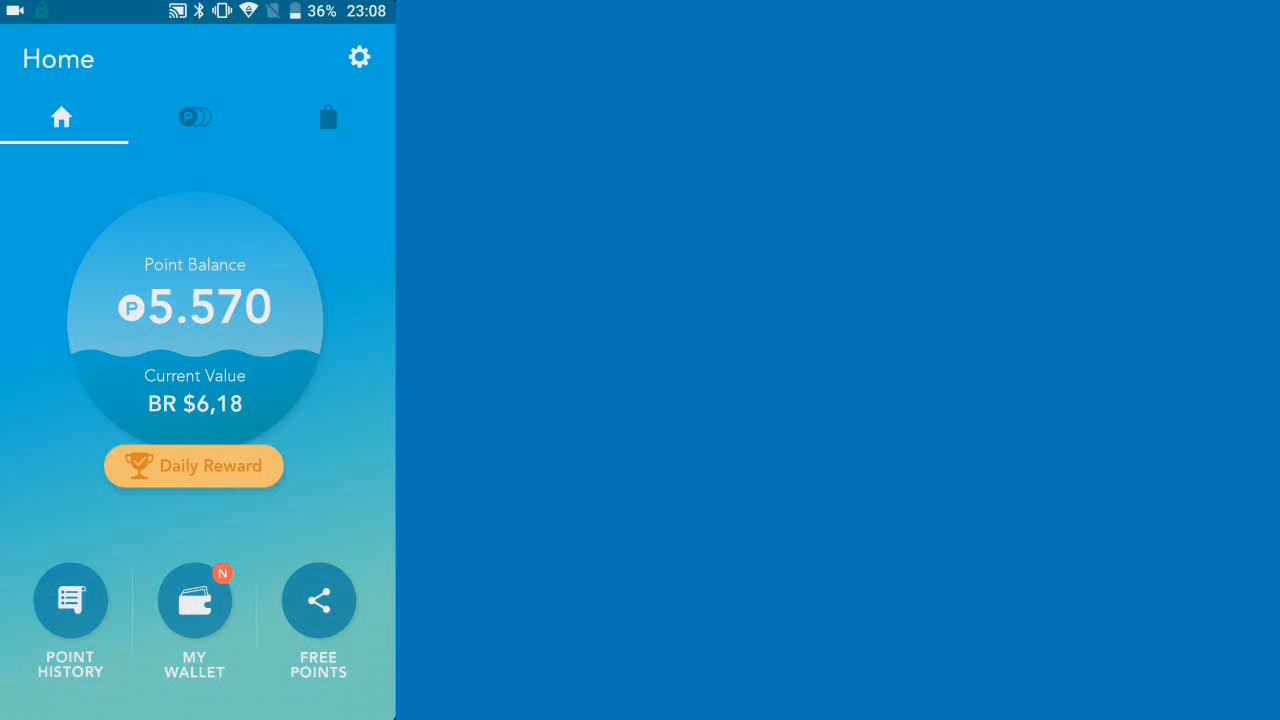 36% 23:08
Home
P
Point Balance
P 5.570
Current Value
BR $6,18
Daily Reward
N
POINT HISTORY
MY WALLET
FREE POINTS